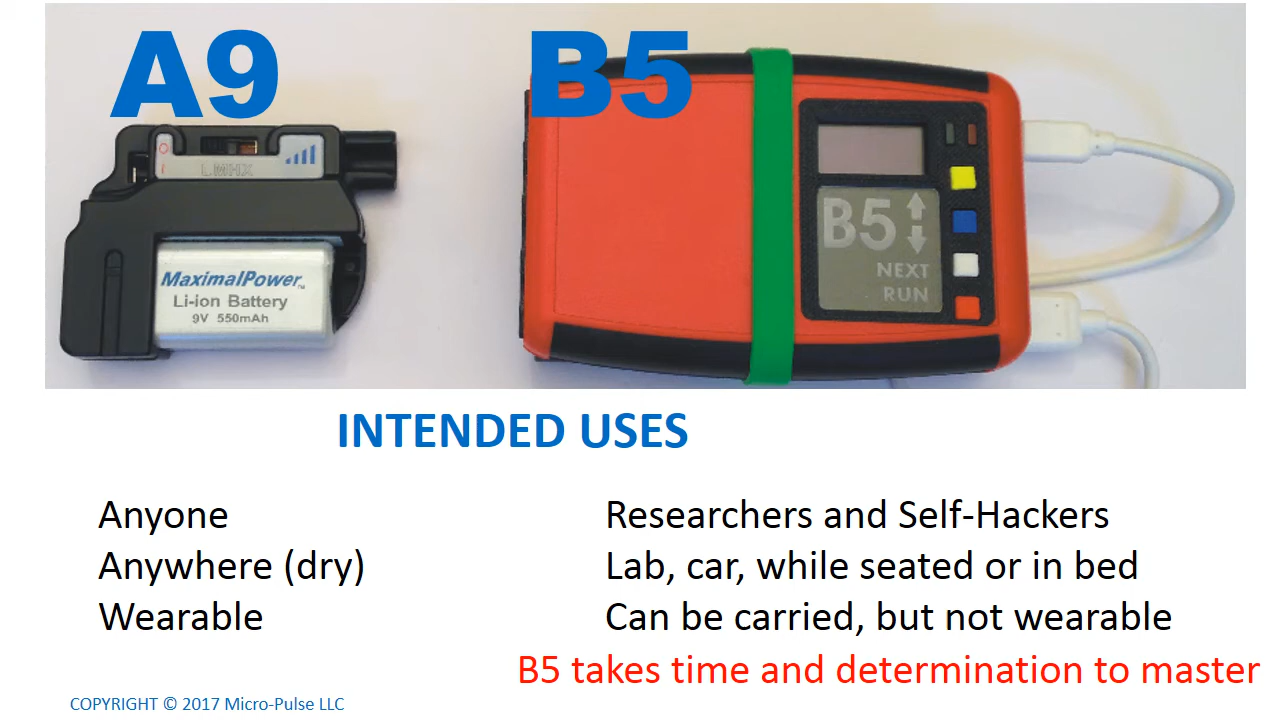 A9
B5
LMHX
MaximalPower™
Li-ion Battery
9V 550mAh
B5
NEXT
RUN
INTENDED USES
Anyone
Researchers and Self-Hackers
Anywhere (dry)
Lab, car, while seated or in bed
Wearable
Can be carried, but not wearable
B5 takes time and determination to master
COPYRIGHT © 2017 Micro-Pulse LLC